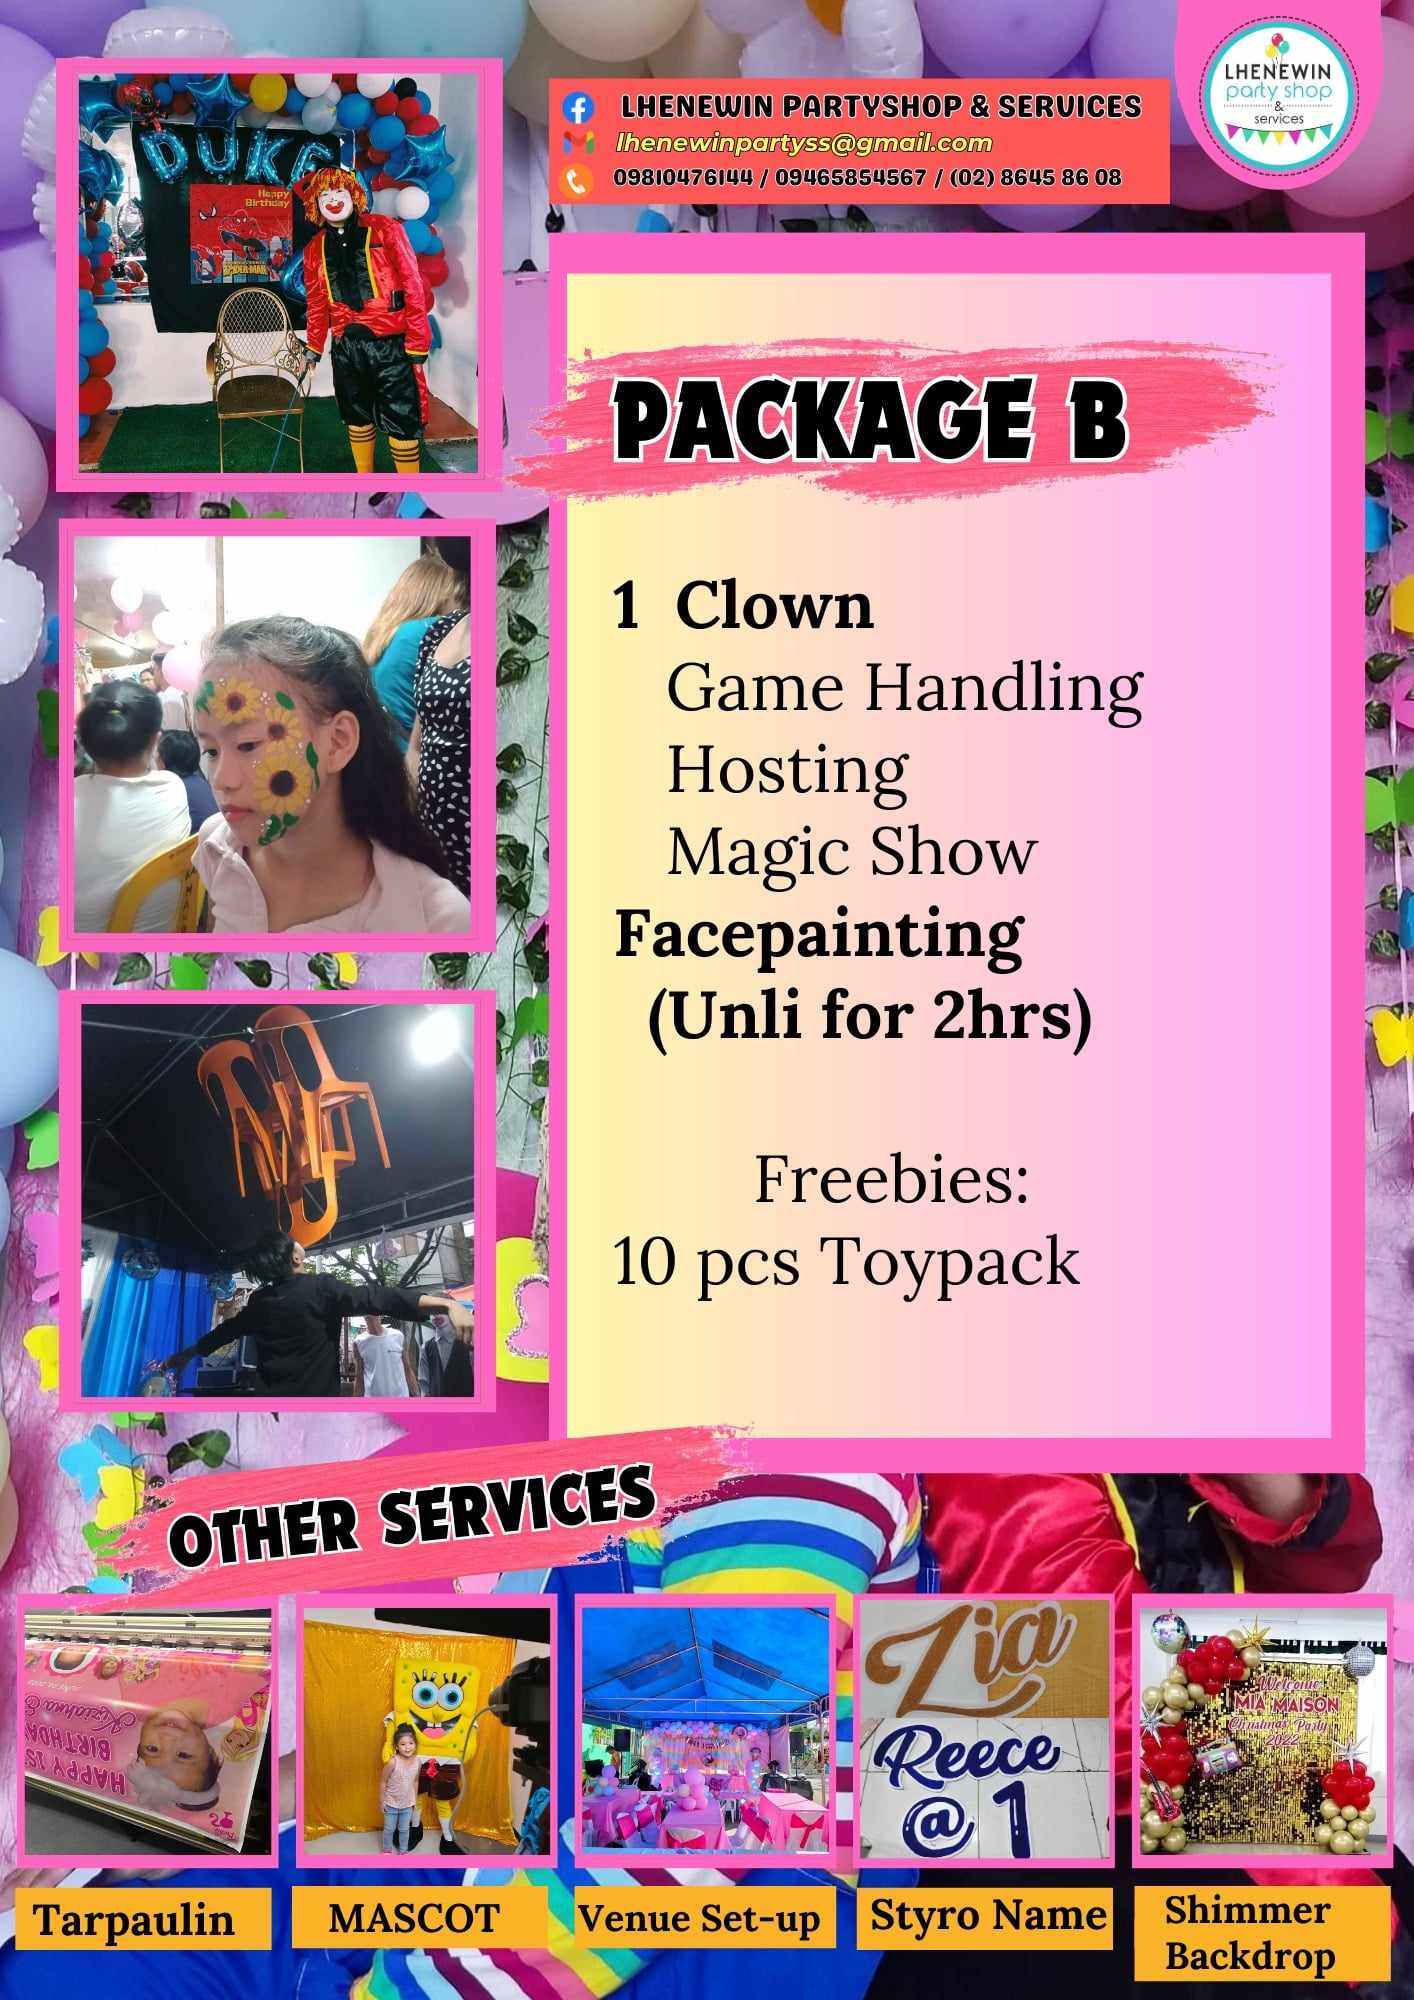 LHENEWIN
party shop
&
services
LHENEWIN PARTYSHOP & SERVICES
lhenewinpartyss@gmail.com
09810476144 / 09465854567 / (02) 8645 86 08
DUKE
Happy
Birthday
SPIDER-MAN
PACKAGE B
1 Clown
Game Handling
Hosting
Magic Show
Facepainting
(Unli for 2hrs)
Freebies:
10 pcs Toypack
OTHER SERVICES
HAPPY 1ST
BIRTHDAY
Zia
Reece
@ 1
Welcome
MIA MAISON
Christmas Party
2022
Tarpaulin
MASCOT
Venue Set-up
Styro Name
Shimmer
Backdrop